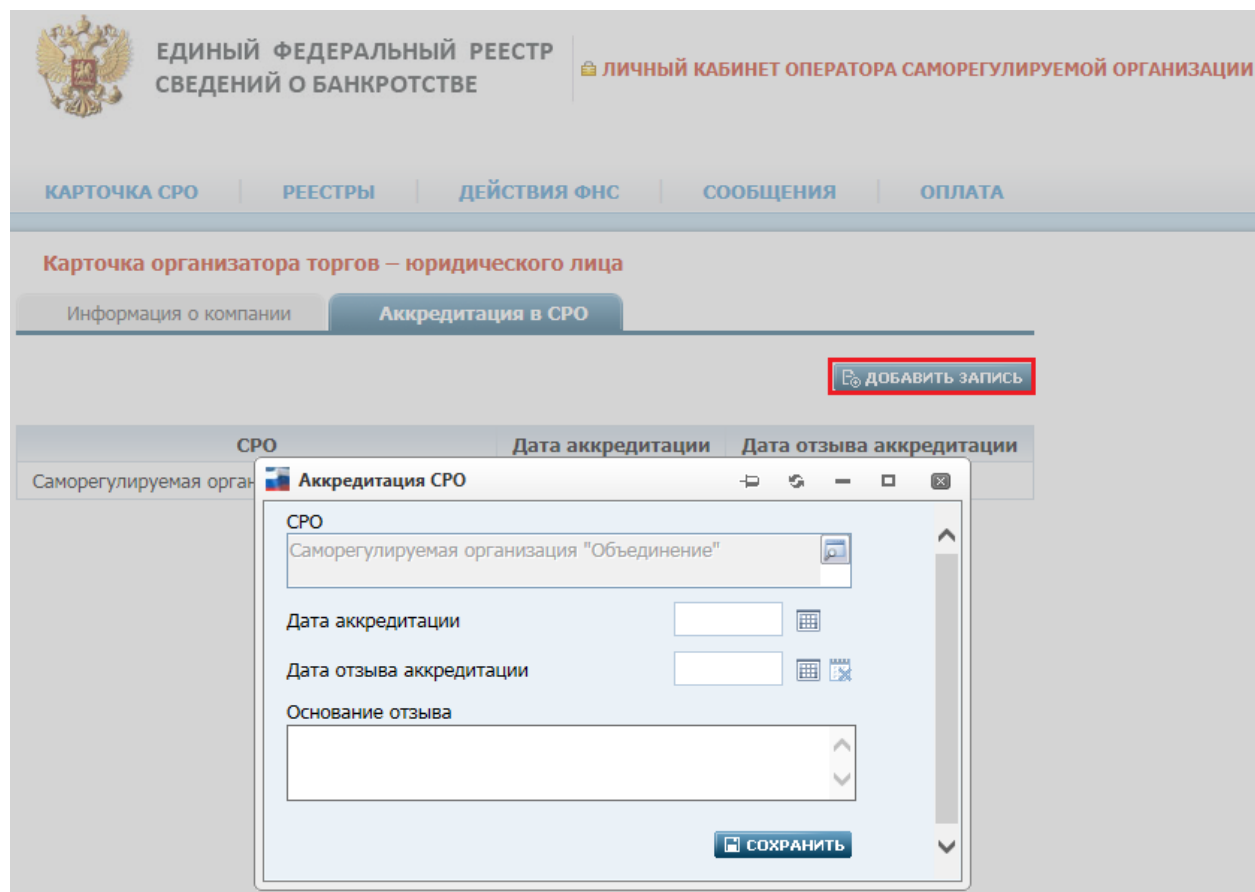 ЕДИНЫЙ ФЕДЕРАЛЬНЫЙ РЕЕСТР
СВЕДЕНИЙ О БАНКРОТСТВЕ
ЛИЧНЫЙ КАБИНЕТ ОПЕРАТОРА САМОРЕГУЛИРУЕМОЙ ОРГАНИЗАЦИИ
КАРТОЧКА СРО РЕЕСТРЫ ДЕЙСТВИЯ ФНС СООБЩЕНИЯ ОПЛАТА
Карточка организатора торгов – юридического лица
Информация о компании Аккредитация в СРО
ДОБАВИТЬ ЗАПИСЬ
СРО Дата аккредитации Дата отзыва аккредитации
Саморегулируемая орган
Аккредитация СРО
СРО
Саморегулируемая организация "Объединение"
Дата аккредитации
Дата отзыва аккредитации
Основание отзыва
СОХРАНИТЬ